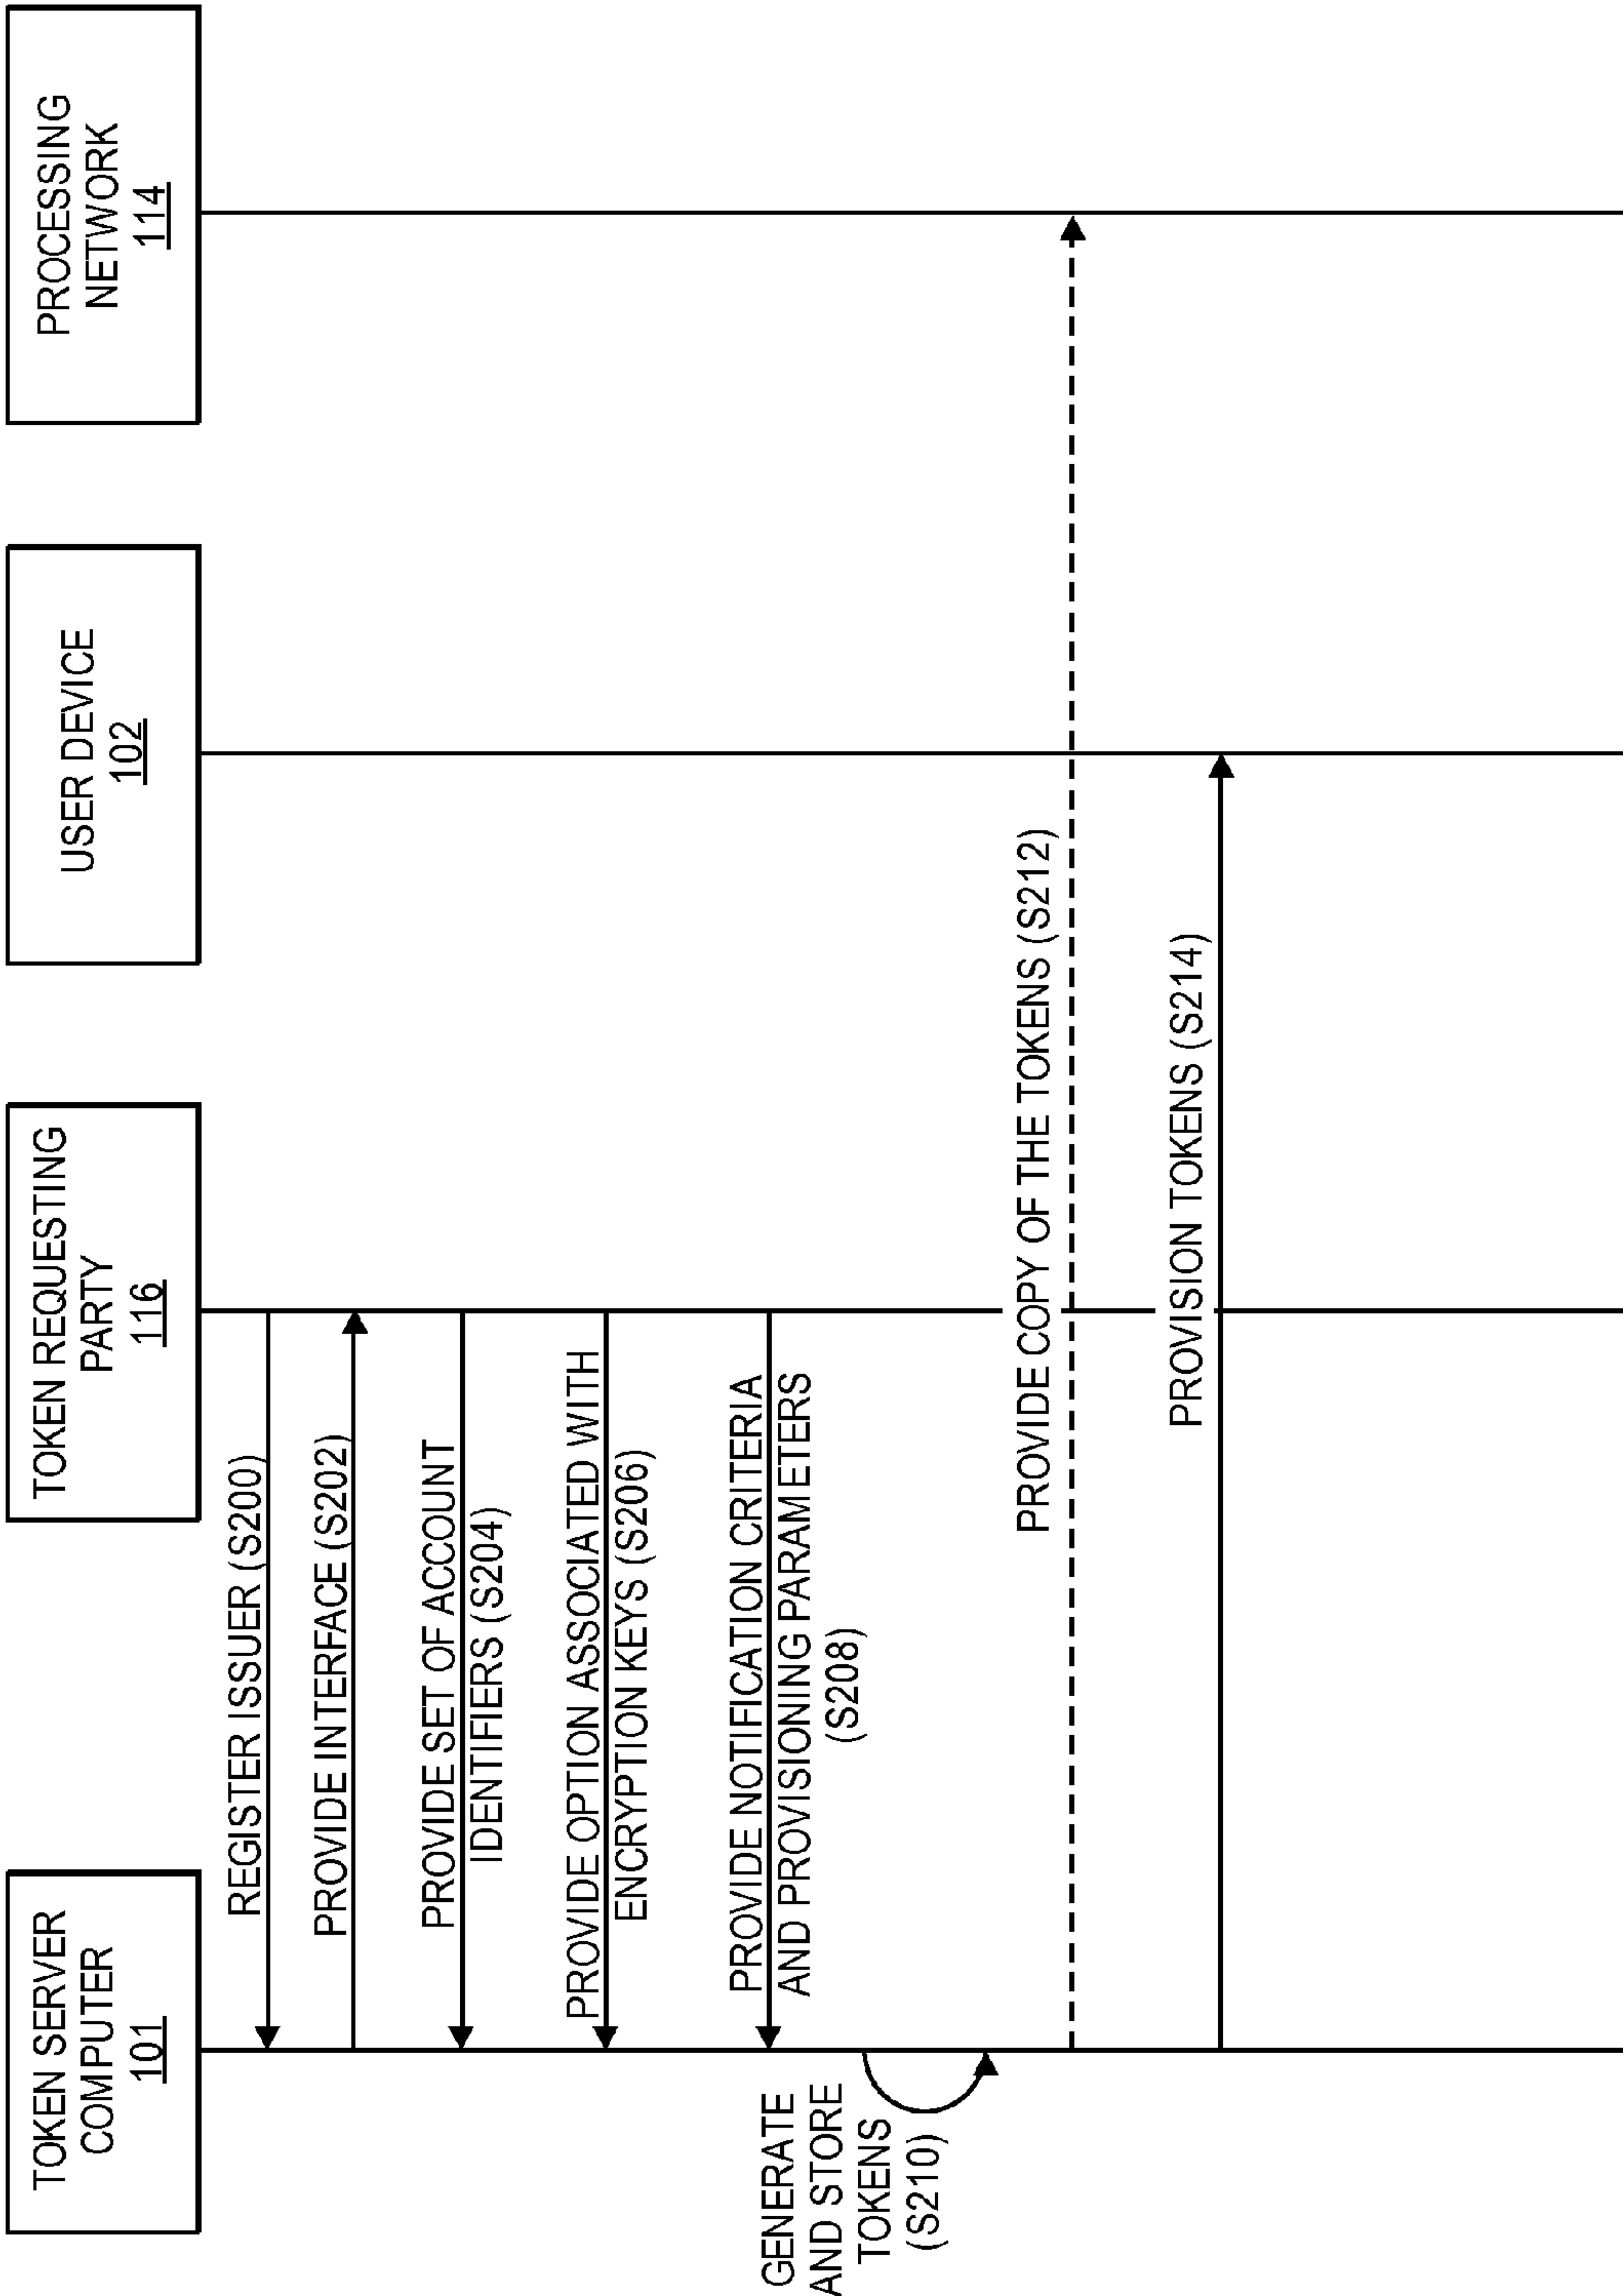 TOKEN SERVER
COMPUTER
101
TOKEN REQUESTING
PARTY
116
USER DEVICE
102
PROCESSING
NETWORK
114
REGISTER ISSUER (S200)
PROVIDE INTERFACE (S202)
PROVIDE SET OF ACCOUNT
IDENTIFIERS (S204)
PROVIDE OPTION ASSOCIATED WITH
ENCRYPTION KEYS (S206)
PROVIDE NOTIFICATION CRITERIA
AND PROVISIONING PARAMETERS
(S208)
GENERATE
AND STORE
TOKENS
(S210)
PROVIDE COPY OF THE TOKENS (S212)
PROVISION TOKENS (S214)